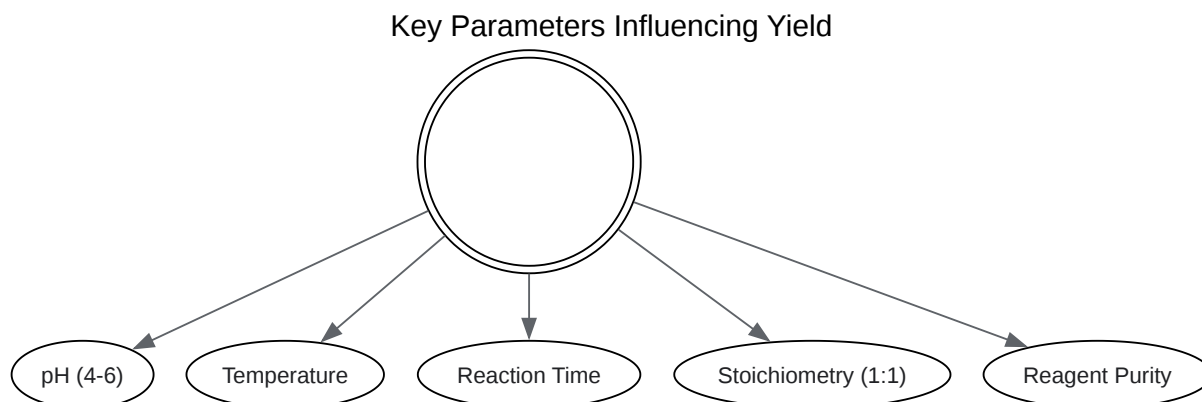 Key Parameters Influencing Yield
pH (4-6)
Temperature
Reaction Time
Stoichiometry (1:1)
Reagent Purity